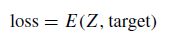 loss = E(Z, target)